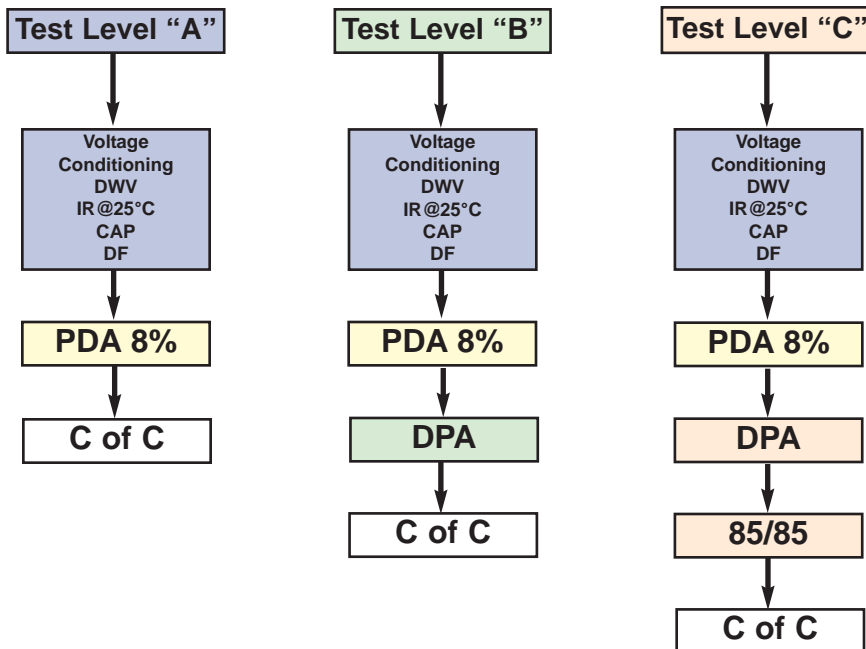 Test Level “A”
Voltage
Conditioning
DWV
IR@25°C
CAP
DF
PDA 8%
C of C
Test Level “B”
Voltage
Conditioning
DWV
IR@25°C
CAP
DF
PDA 8%
DPA
C of C
Test Level “C”
Voltage
Conditioning
DWV
IR@25°C
CAP
DF
PDA 8%
DPA
85/85
C of C